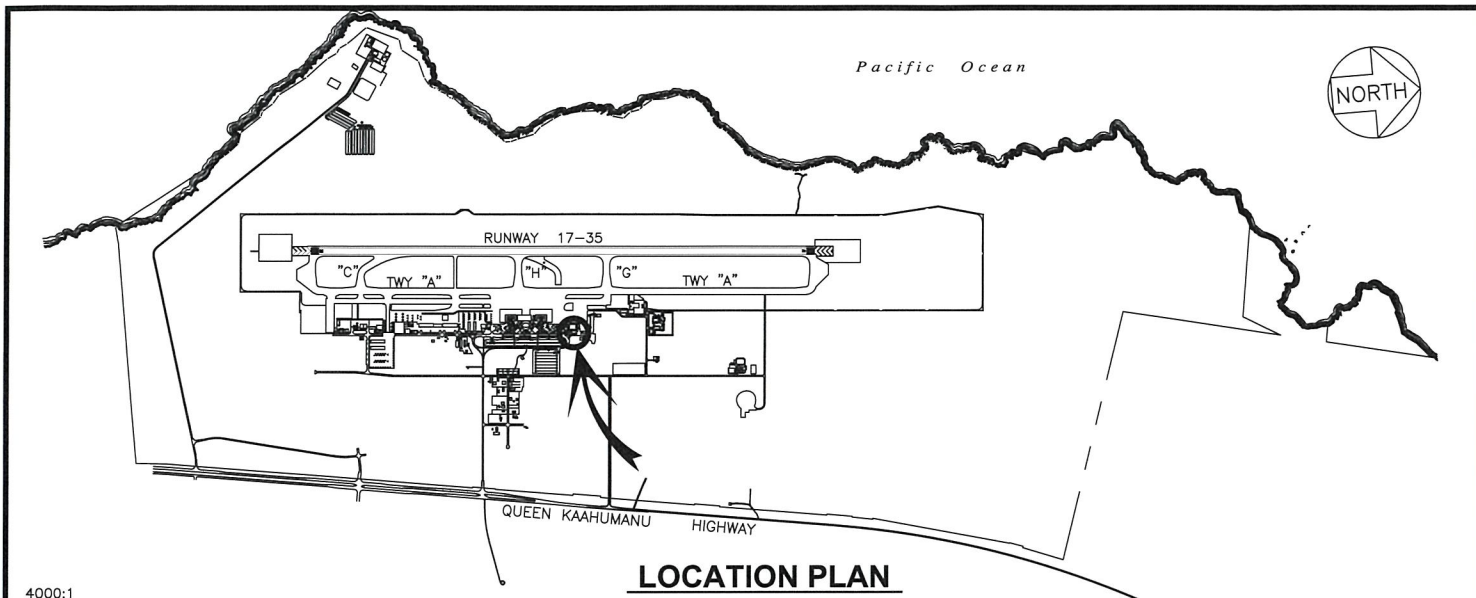 Pacific Ocean
NORTH
RUNWAY 17-35
"C"
TWY "A"
"H"
"G"
TWY "A"
QUEEN KAAHUMANU HIGHWAY
LOCATION PLAN
4000:1